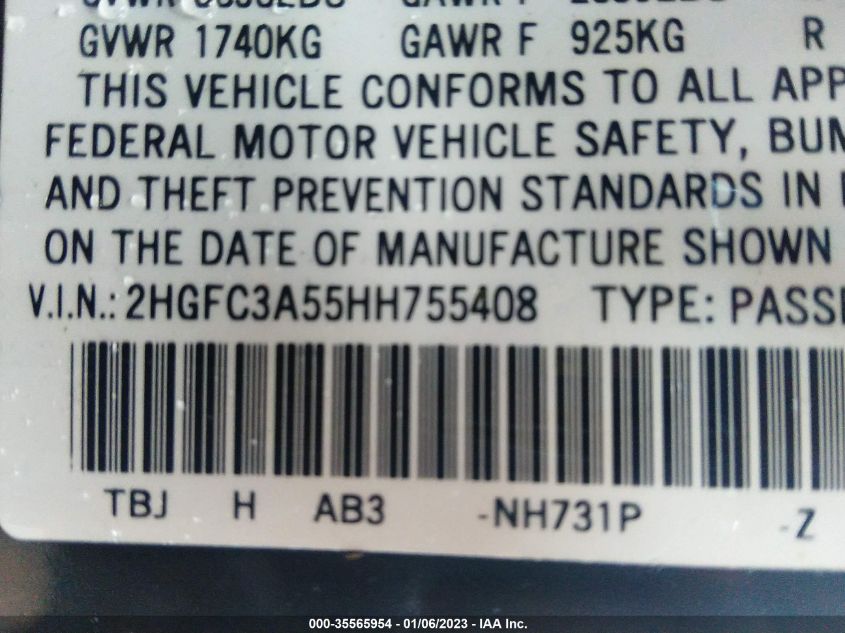 GVWR 1740KG GAWR F 925KG R
THIS VEHICLE CONFORMS TO ALL APP
FEDERAL MOTOR VEHICLE SAFETY, BUM
AND THEFT PREVENTION STANDARDS IN
ON THE DATE OF MANUFACTURE SHOWN
V.I.N.: 2HGFC3A55HH755408 TYPE: PASSE
TBJ H AB3 -NH731P -Z
000-35565954 - 01/06/2023 - IAA Inc.